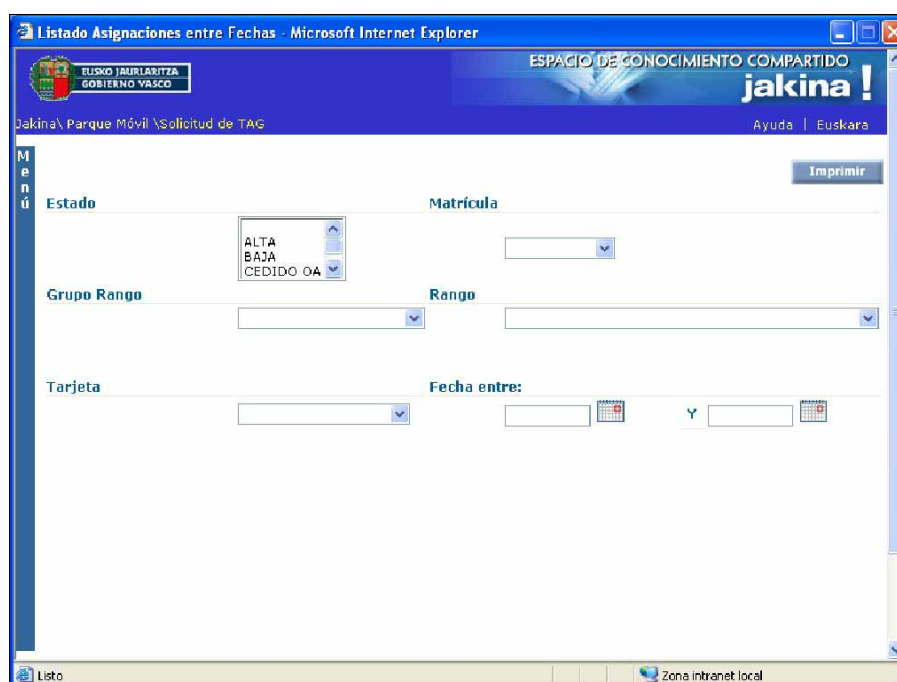 Listado Asignaciones entre Fechas - Microsoft Internet Explorer
EUSKO JAURLARITZA
GOBIERNO VASCO
ESPACIO DE CONOCIMIENTO COMPARTIDO
jakina!
Jakina\ Parque Móvil \Solicitud de TAG
Ayuda | Euskara
Menú
Imprimir
Estado
Matrícula
ALTA
BAJA
CEDIDO OA
Grupo Rango
Rango
Tarjeta
Fecha entre:
Y
Listo
Zona intranet local